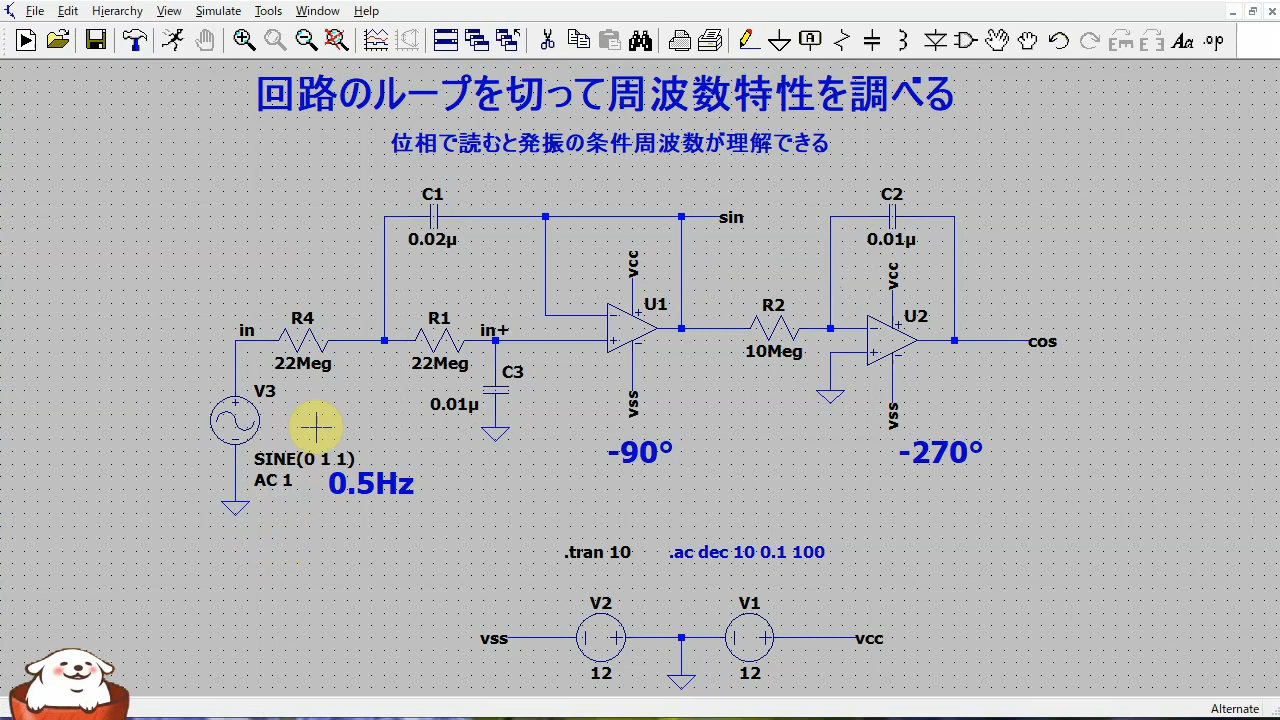 File Edit Hierarchy View Simulate Tools Window Help
回路のループを切って周波数特性を調べる
位相で読むと発振の条件周波数が理解できる
C1
0.02µ
sin
C2
0.01µ
vcc
U1
vcc
U2
in
R4
22Meg
R1
22Meg
in+
C3
0.01µ
R2
10Meg
cos
vss
vss
V3
SINE(0 1 1)
AC 1
0.5Hz
-90°
-270°
.tran 10
.ac dec 10 0.1 100
V2
V1
vss
vcc
12
12
Alternate